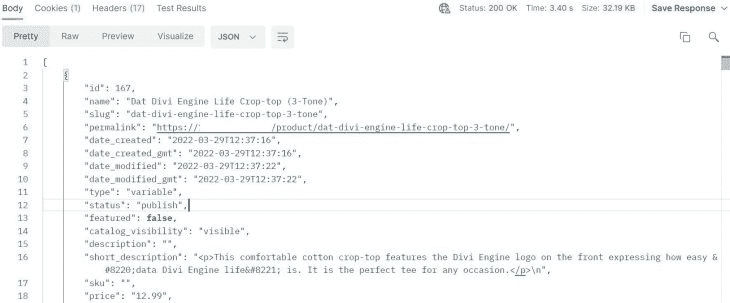 Body Cookies (1) Headers (17) Test Results Status: 200 OK Time: 3.40 s Size: 32.19 KB Save Response
Pretty Raw Preview Visualize JSON
1 [
2 {
3 "id": 167,
4 "name": "Dat Divi Engine Life Crop-top (3-Tone)",
5 "slug": "dat-divi-engine-life-crop-top-3-tone",
6 "permalink": "https:// /product/dat-divi-engine-life-crop-top-3-tone/",
7 "date_created": "2022-03-29T12:37:16",
8 "date_created_gmt": "2022-03-29T12:37:16",
9 "date_modified": "2022-03-29T12:37:22",
10 "date_modified_gmt": "2022-03-29T12:37:22",
11 "type": "variable",
12 "status": "publish",
13 "featured": false,
14 "catalog_visibility": "visible",
15 "description": "",
16 "short_description": "<p>This comfortable cotton crop-top features the Divi Engine logo on the front expressing how easy &
#8220;data Divi Engine life&#8221; is. It is the perfect tee for any occasion.</p>\n",
17 "sku": "",
18 "price": "12.99",